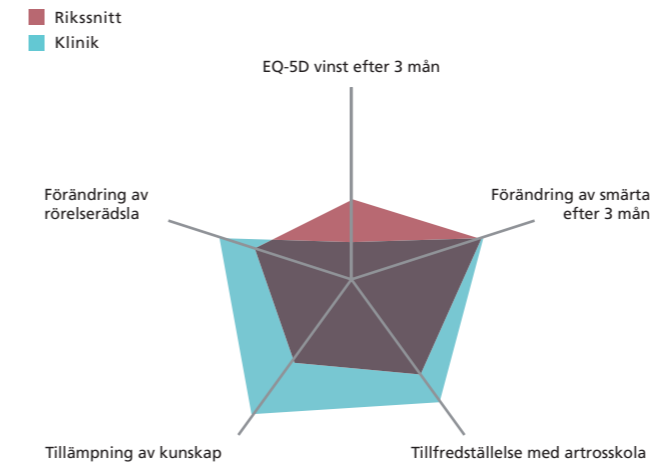 Rikssnitt
Klinik
EQ-5D vinst efter 3 mån
Förändring av
rörelserädsla
Förändring av smärta
efter 3 mån
Tillämpning av kunskap
Tillfredställelse med artrosskola